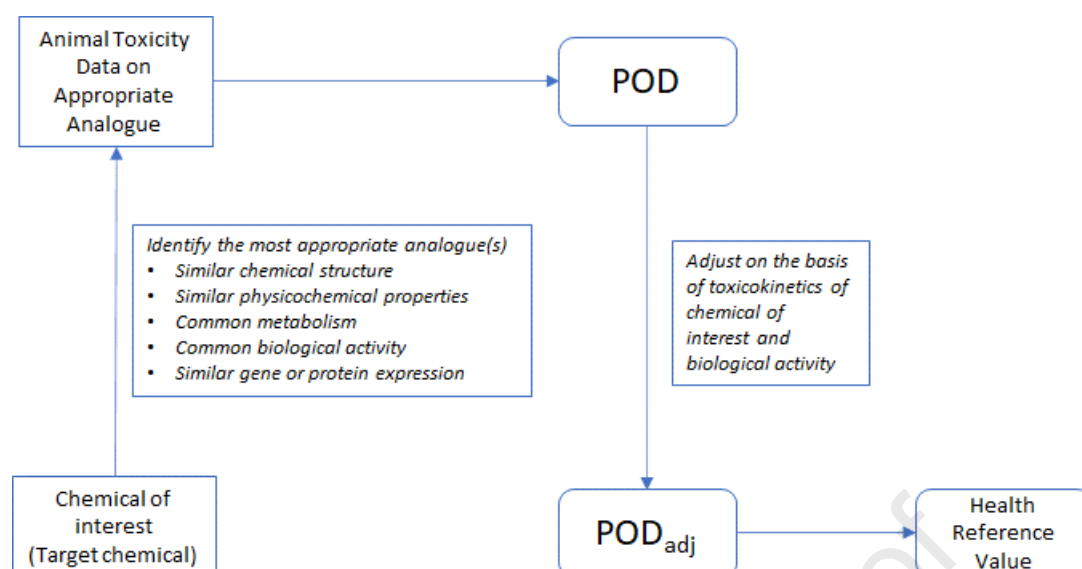 Animal Toxicity
Data on
Appropriate
Analogue
POD
Identify the most appropriate analogue(s)
• Similar chemical structure
• Similar physicochemical properties
• Common metabolism
• Common biological activity
• Similar gene or protein expression
Adjust on the basis
of toxicokinetics of
chemical of
interest and
biological activity
Chemical of
interest
(Target chemical)
PODadj
Health
Reference
Value